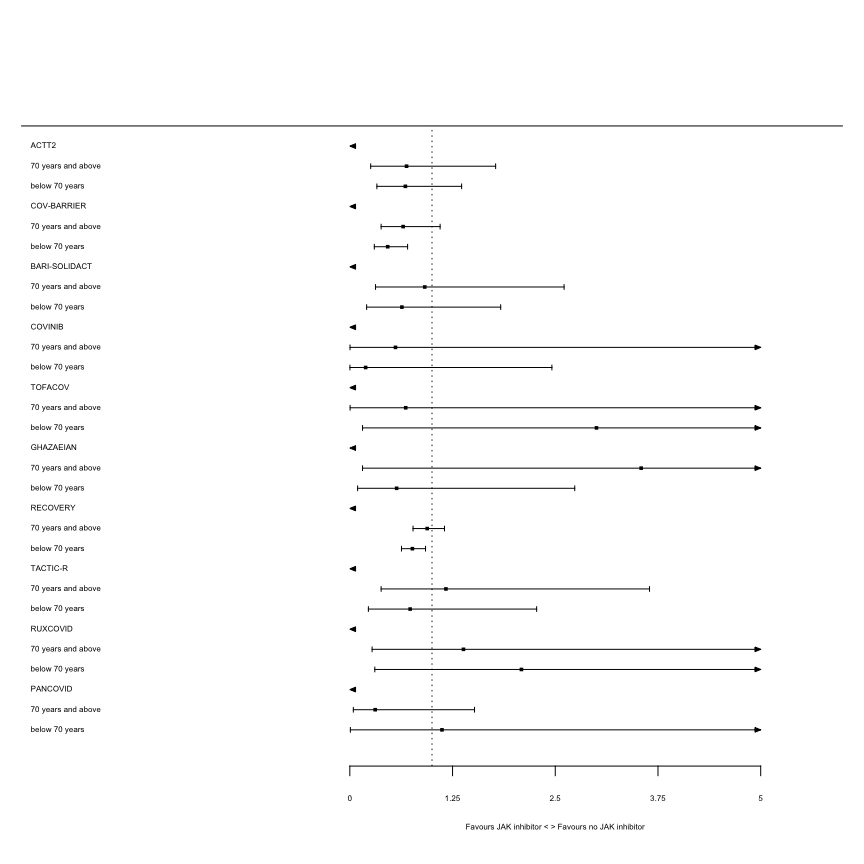 ACTT2
70 years and above
below 70 years
COV-BARRIER
70 years and above
below 70 years
BARI-SOLIDACT
70 years and above
below 70 years
COVINIB
70 years and above
below 70 years
TOFACOV
70 years and above
below 70 years
GHAZAEIAN
70 years and above
below 70 years
RECOVERY
70 years and above
below 70 years
TACTIC-R
70 years and above
below 70 years
RUXCOVID
70 years and above
below 70 years
PANCOVID
70 years and above
below 70 years
0 1.25 2.5 3.75 5
Favours JAK inhibitor < > Favours no JAK inhibitor